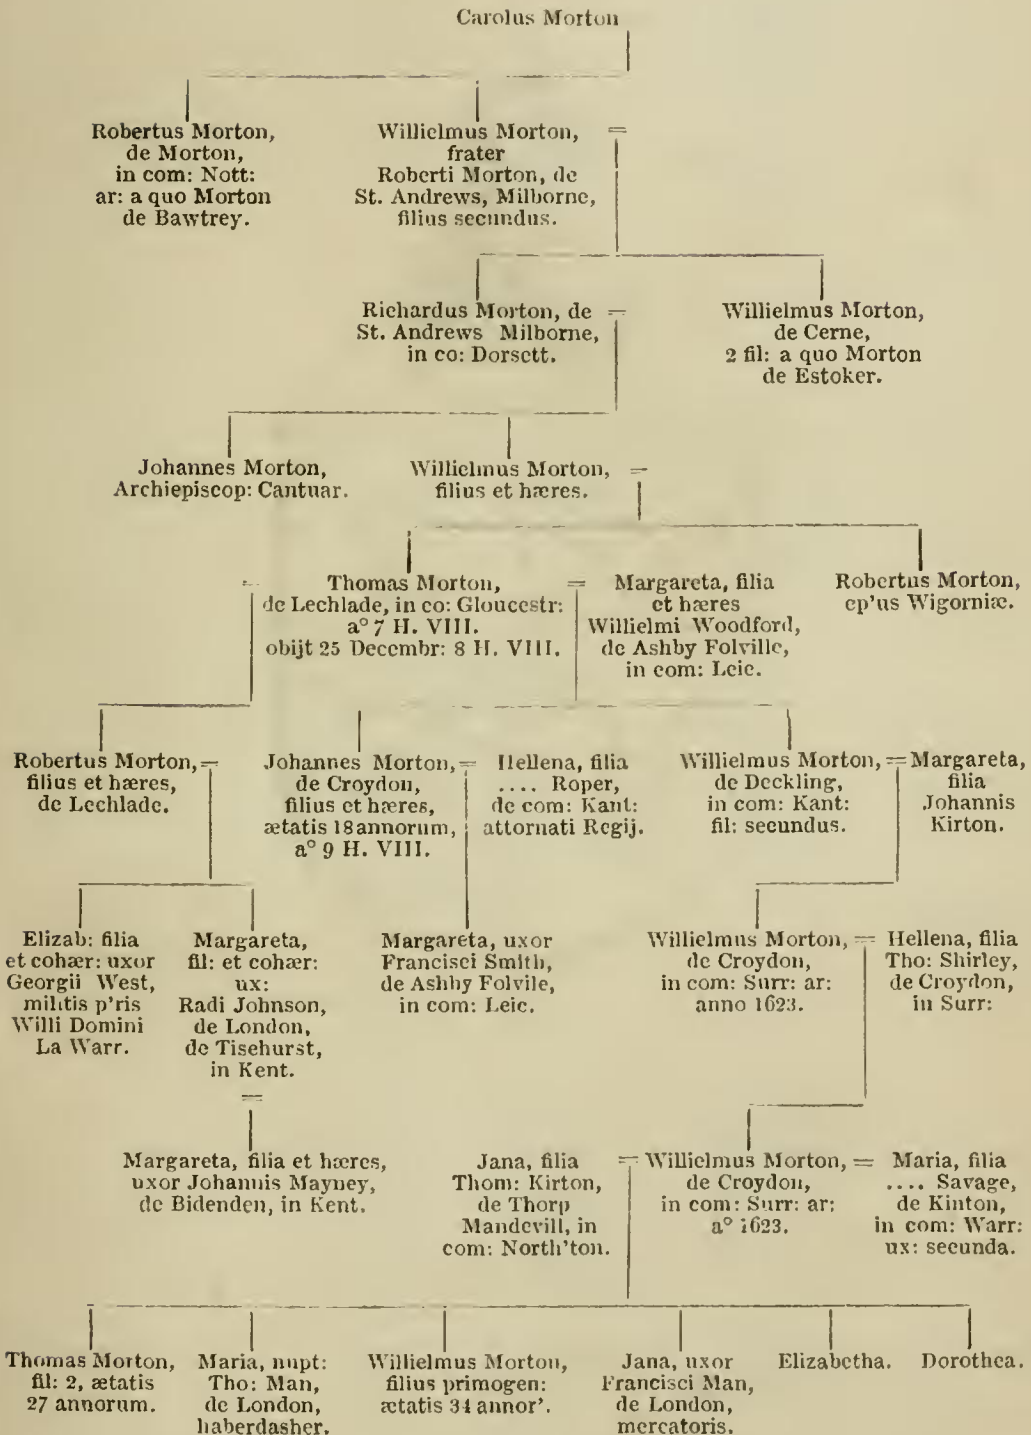 Carolus Morton
Robertus Morton,
de Morton,
in com: Nott:
ar: a quo Morton
de Bawtrey.
Willielmus Morton, =
frater
Roberti Morton, de
St. Andrews, Milborne,
filius secundus.
Richardus Morton, de =
St. Andrews Milborne,
in co: Dorsett.
Willielmus Morton,
de Cerne,
2 fil: a quo Morton
de Estoker.
Johannes Morton,
Archiepiscop: Cantuar.
Willielmus Morton, =
filius et hæres.
= Thomas Morton, =
de Lechlade, in co: Gloucestr:
a° 7 H. VIII.
obijt 25 Decembr: 8 H. VIII.
Margareta, filia
et hæres
Willielmi Woodford,
de Ashby Folville,
in com: Leic.
Robertus Morton,
ep'us Wigorniæ.
Robertus Morton, =
filius et hæres,
de Lechlade.
Johannes Morton, =
de Croydon,
filius et hæres,
ætatis 18 annorum,
a° 9 H. VIII.
Hellena, filia
.... Roper,
de com: Kant:
attornati Regij.
Willielmus Morton, =
de Deckling,
in com: Kant:
fil: secundus.
Margareta,
filia
Johannis
Kirton.
Elizab: filia
et cohær: uxor
Georgii West,
militis p'ris
Willi Domini
La Warr.
Margareta,
fil: et cohær:
ux:
Radi Johnson,
de London,
de Tisehurst,
in Kent.
=
Margareta, uxor
Francisci Smith,
de Ashby Folvile,
in com: Leic.
Willielmus Morton, =
de Croydon,
in com: Surr: ar:
anno 1623.
Hellena, filia
Tho: Shirley,
de Croydon,
in Surr:
Margareta, filia et hæres,
uxor Johannis Mayney,
de Bidenden, in Kent.
Jana, filia
Thom: Kirton,
de Thorp
Mandevill, in
com: North'ton.
= Willielmus Morton, =
de Croydon,
in com: Surr: ar:
a° 1623.
Maria, filia
.... Savage,
de Kinton,
in com: Warr:
ux: secunda.
Thomas Morton,
fil: 2, ætatis
27 annorum.
Maria, nupt:
Tho: Man,
de London,
haberdasher.
Willielmus Morton,
filius primogen:
ætatis 34 annor'.
Jana, uxor
Francisci Man,
de London,
mercatoris.
Elizabetha.
Dorothea.